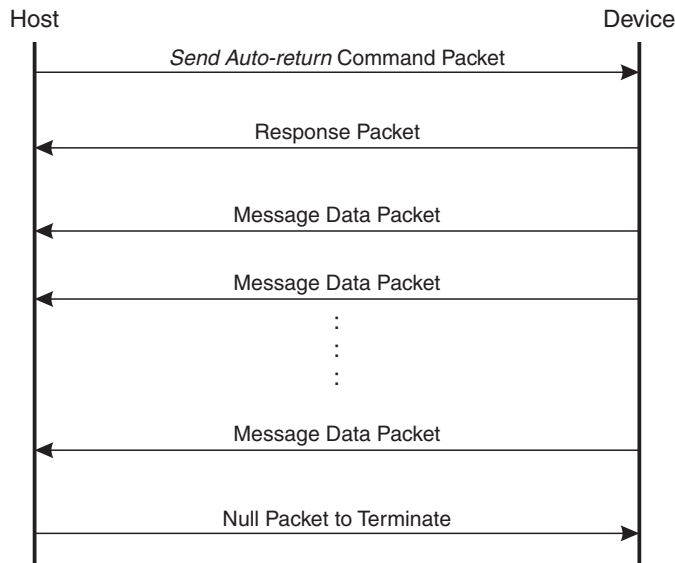 Host Device
Send Auto-return Command Packet
Response Packet
Message Data Packet
Message Data Packet
:
:
:
Message Data Packet
Null Packet to Terminate